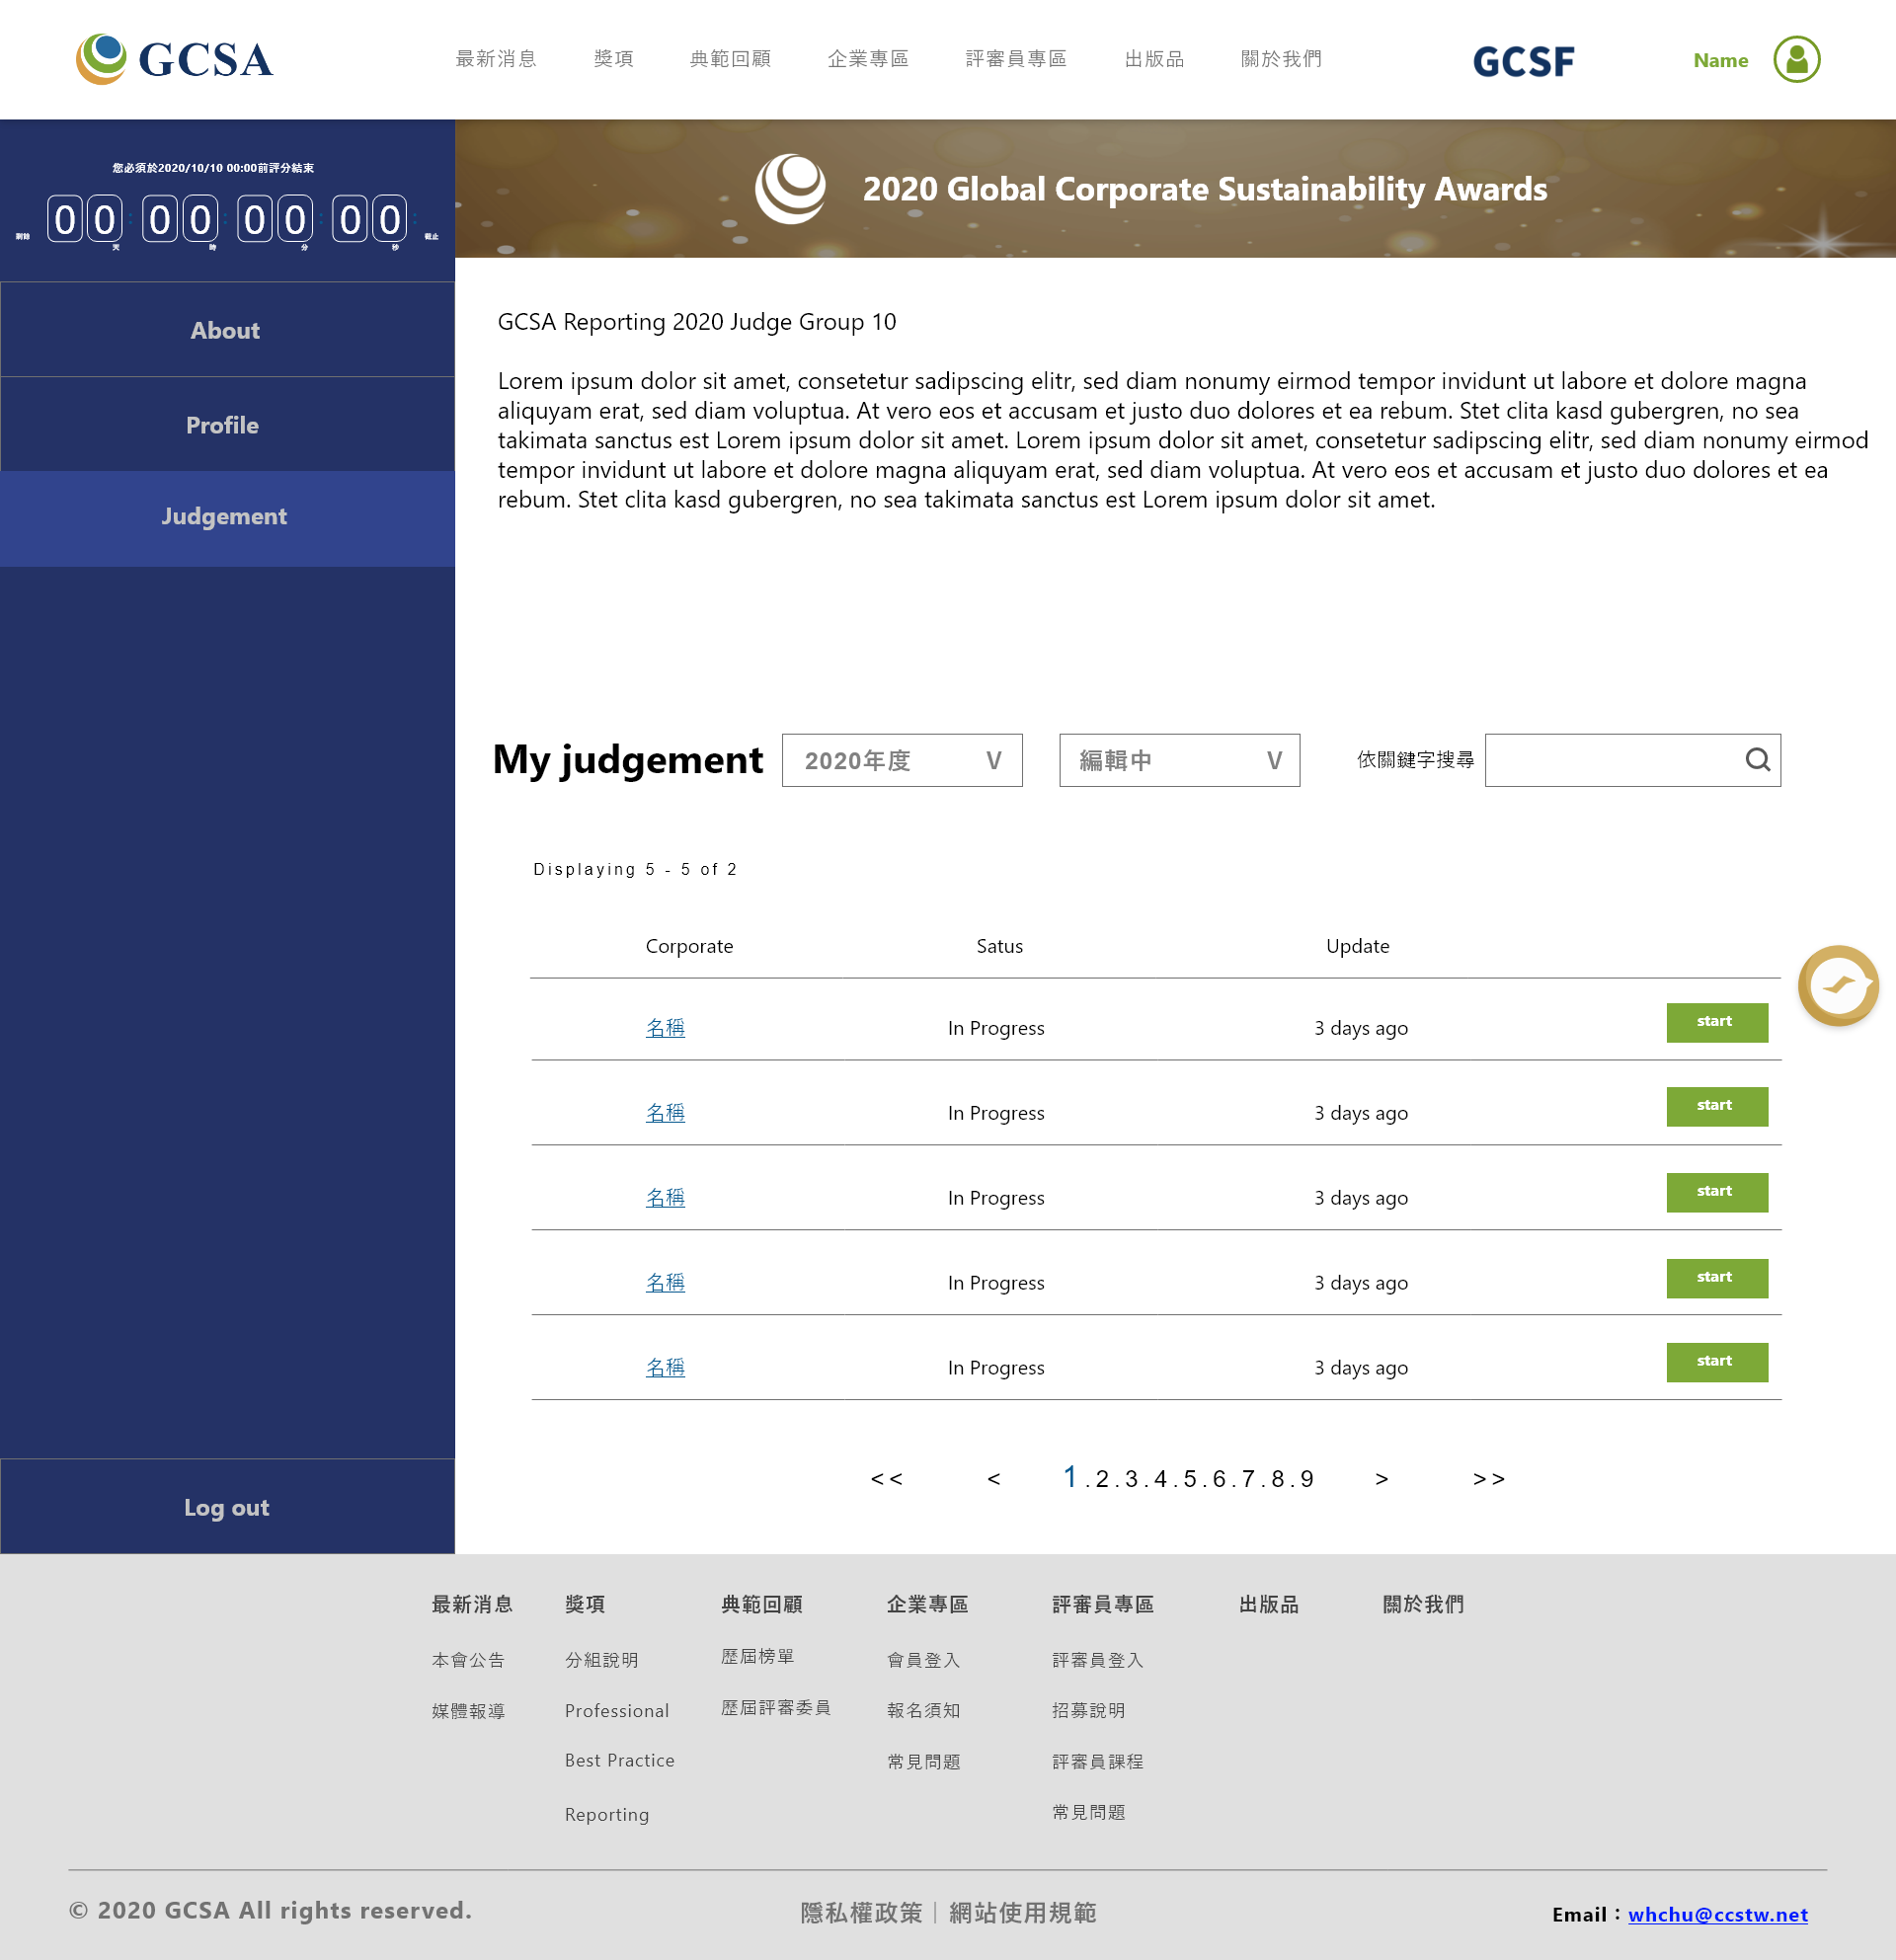 GCSA
最新消息 獎項 典範回顧 企業專區 評審員專區 出版品 關於我們
GCSF
Name
您必須於2020/10/10 00:00前評分結束
剩餘 00 : 00 : 00 : 00 : 截止
天 時 分 秒
2020 Global Corporate Sustainability Awards
About
Profile
Judgement
Log out
GCSA Reporting 2020 Judge Group 10
Lorem ipsum dolor sit amet, consetetur sadipscing elitr, sed diam nonumy eirmod tempor invidunt ut labore et dolore magna
aliquyam erat, sed diam voluptua. At vero eos et accusam et justo duo dolores et ea rebum. Stet clita kasd gubergren, no sea
takimata sanctus est Lorem ipsum dolor sit amet. Lorem ipsum dolor sit amet, consetetur sadipscing elitr, sed diam nonumy eirmod
tempor invidunt ut labore et dolore magna aliquyam erat, sed diam voluptua. At vero eos et accusam et justo duo dolores et ea
rebum. Stet clita kasd gubergren, no sea takimata sanctus est Lorem ipsum dolor sit amet.
My judgement 2020年度 V 編輯中 V 依關鍵字搜尋
Displaying 5 - 5 of 2
Corporate Satus Update
名稱 In Progress 3 days ago start
名稱 In Progress 3 days ago start
名稱 In Progress 3 days ago start
名稱 In Progress 3 days ago start
名稱 In Progress 3 days ago start
<< < 1.2.3.4.5.6.7.8.9 > >>
最新消息 獎項 典範回顧 企業專區 評審員專區 出版品 關於我們
本會公告 分組說明 歷屆榜單 會員登入 評審員登入
媒體報導 Professional 歷屆評審委員 報名須知 招募說明
Best Practice 常見問題 評審員課程
Reporting 常見問題
© 2020 GCSA All rights reserved. 隱私權政策｜網站使用規範 Email：whchu@ccstw.net